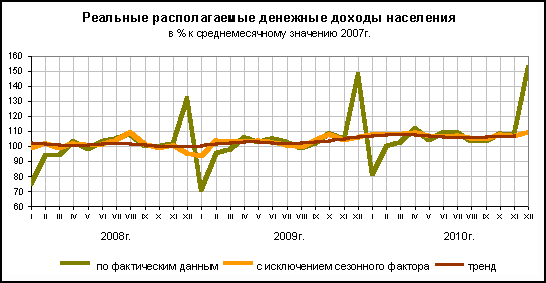 Реальные располагаемые денежные доходы населения
в % к среднемесячному значению 2007г.
160
150
140
130
120
110
100
90
80
70
60
I II III IV V VI VII VIII IX X XI XII I II III IV V VI VII VIII IX X XI XII I II III IV V VI VII VIII IX X XI XII
2008г. 2009г. 2010г.
по фактическим данным с исключением сезонного фактора тренд